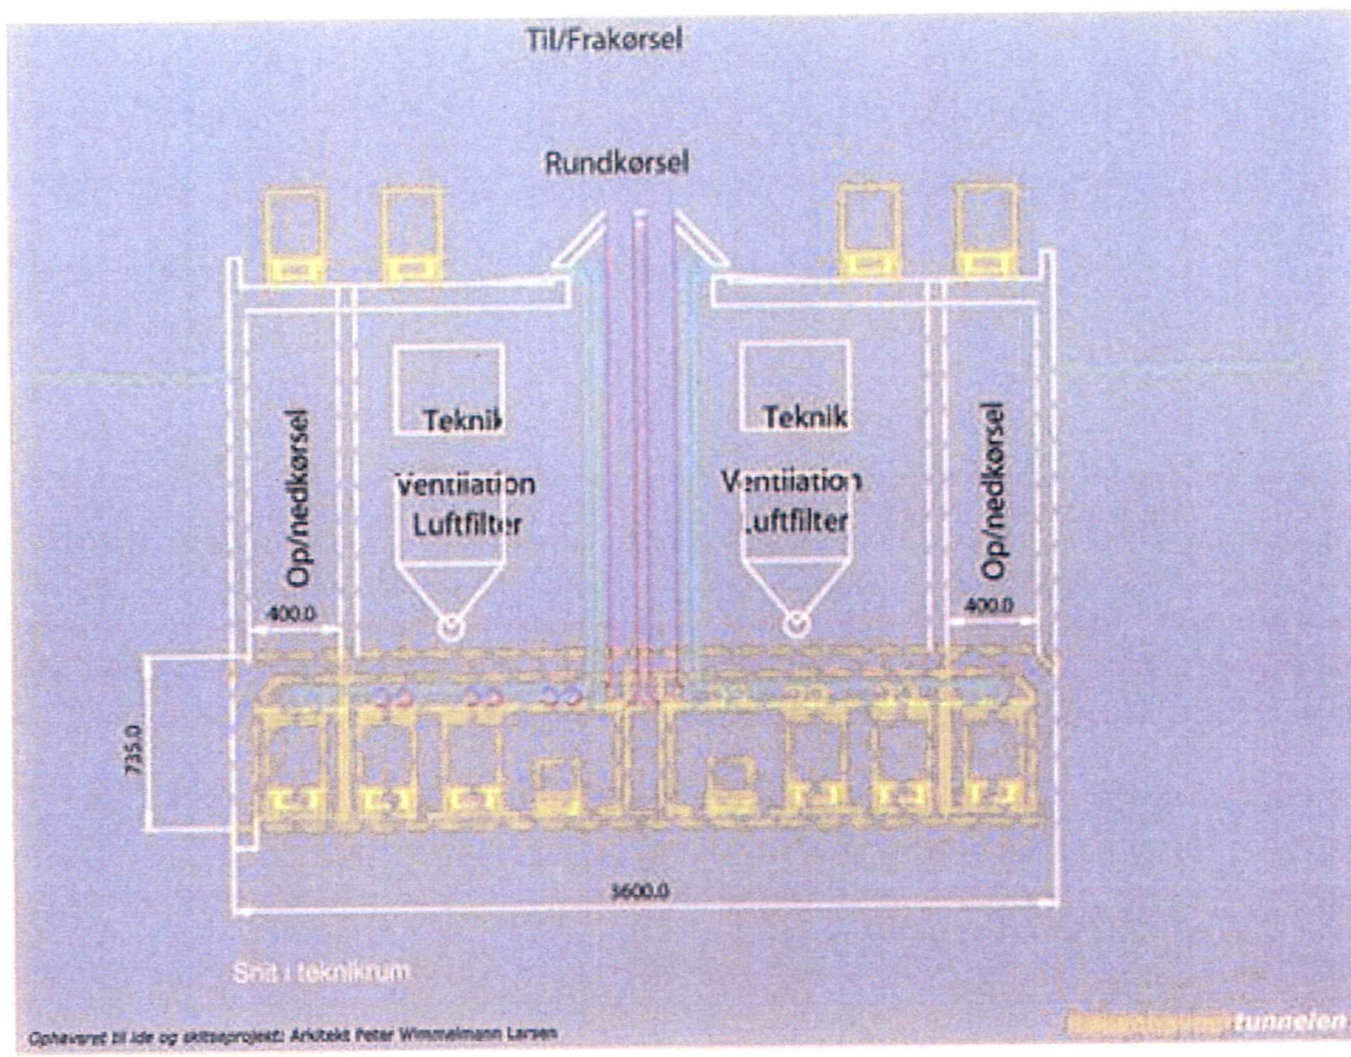 Til/Frakørsel
Rundkørsel
Op/nedkørsel
Teknik
Ventilation
Luftfilter
400.0
Teknik
Ventilation
Luftfilter
Op/nedkørsel
400.0
735.0
3600.0
Snit i teknikrum
Ophavsret til ide og skitseprojekt: Arkitekt Peter Wimmelmann Larsen
tunnelen